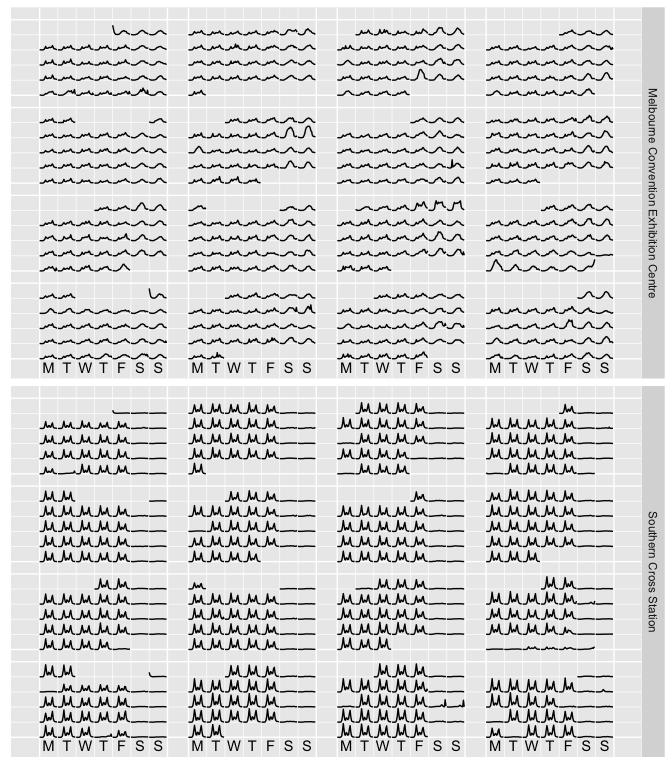 Melbourne Convention Exhibition Centre
M T W T F S S M T W T F S S M T W T F S S M T W T F S S
Southern Cross Station
M T W T F S S M T W T F S S M T W T F S S M T W T F S S